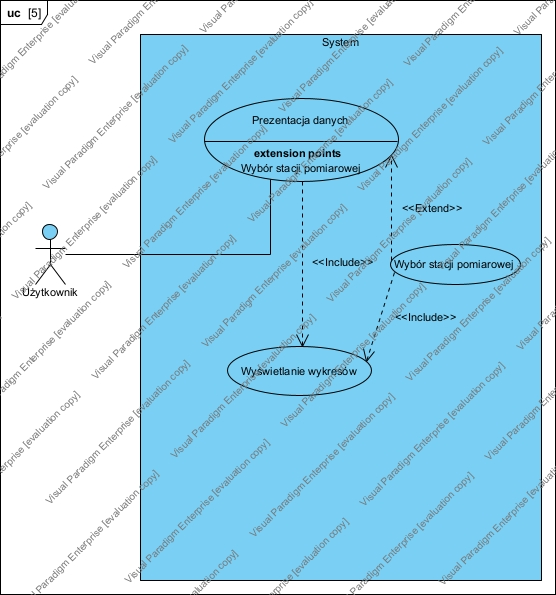 uc [5]
System
Prezentacja danych
extension points
Wybór stacji pomiarowej
<<Extend>>
Użytkownik
<<Include>>
Wybór stacji pomiarowej
<<Include>>
Wyświetlanie wykresów
Visual Paradigm Enterprise [evaluation copy]